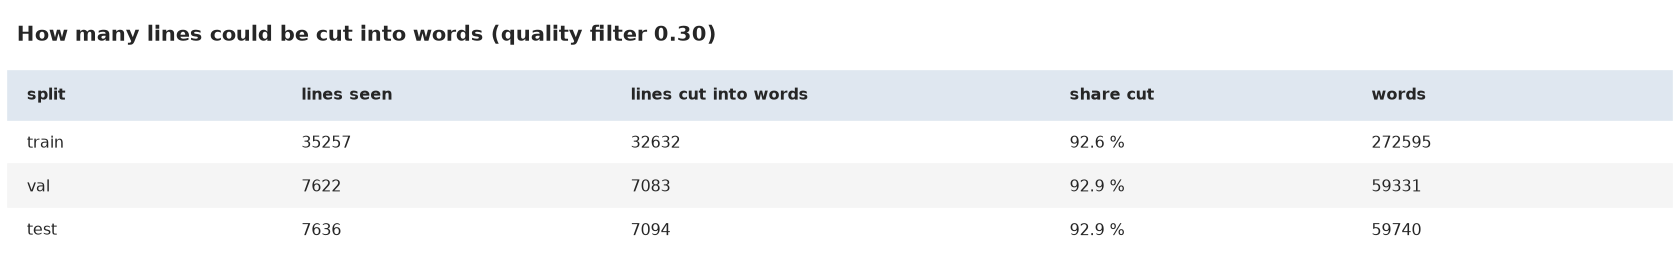 How many lines could be cut into words (quality filter 0.30)
split lines seen lines cut into words share cut words
train 35257 32632 92.6 % 272595
val 7622 7083 92.9 % 59331
test 7636 7094 92.9 % 59740